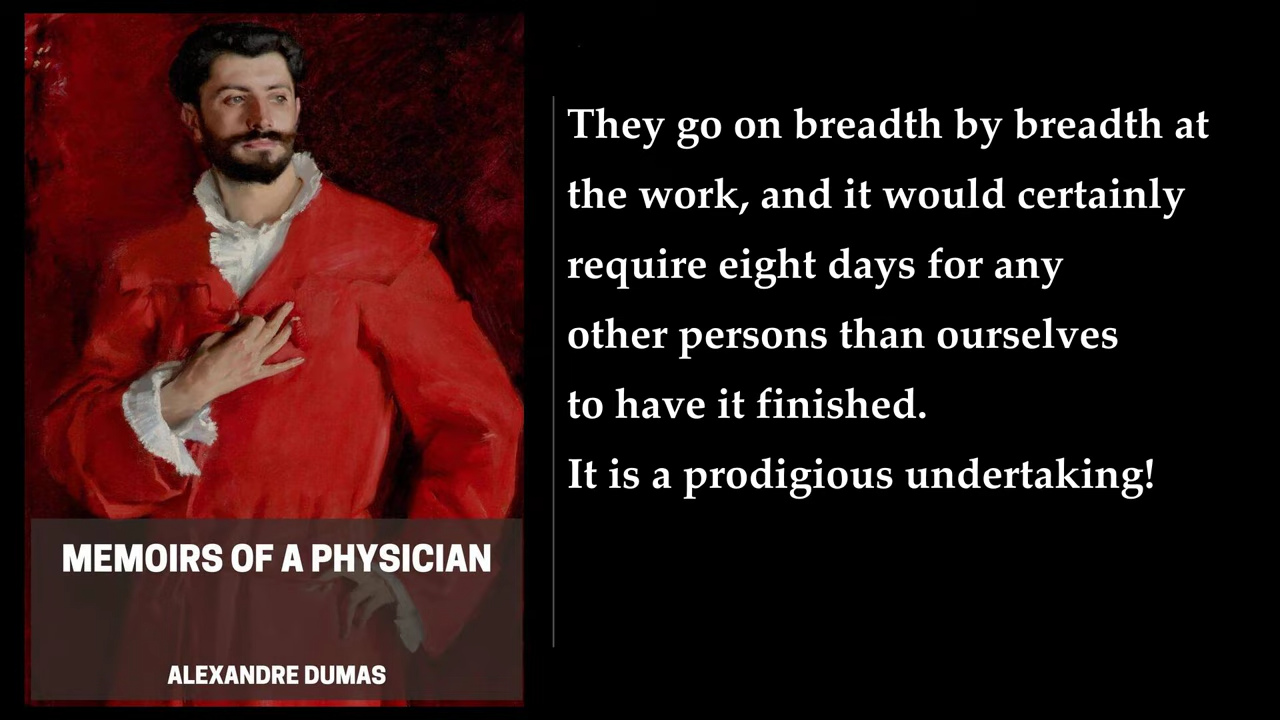 They go on breadth by breadth at
the work, and it would certainly
require eight days for any
other persons than ourselves
to have it finished.
It is a prodigious undertaking!
MEMOIRS OF A PHYSICIAN
ALEXANDRE DUMAS